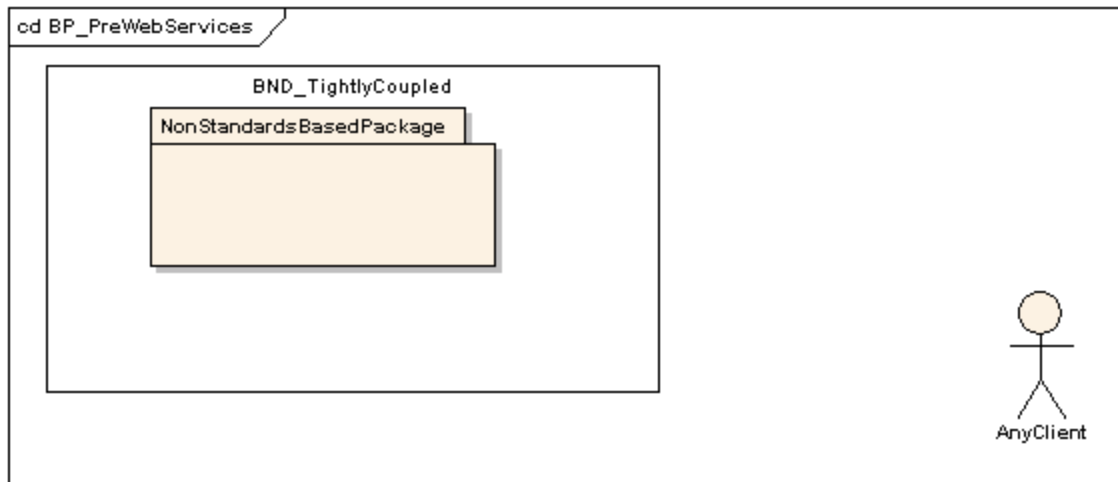 cd BP_PreWebServices
BND_TightlyCoupled
NonStandardsBasedPackage
AnyClient